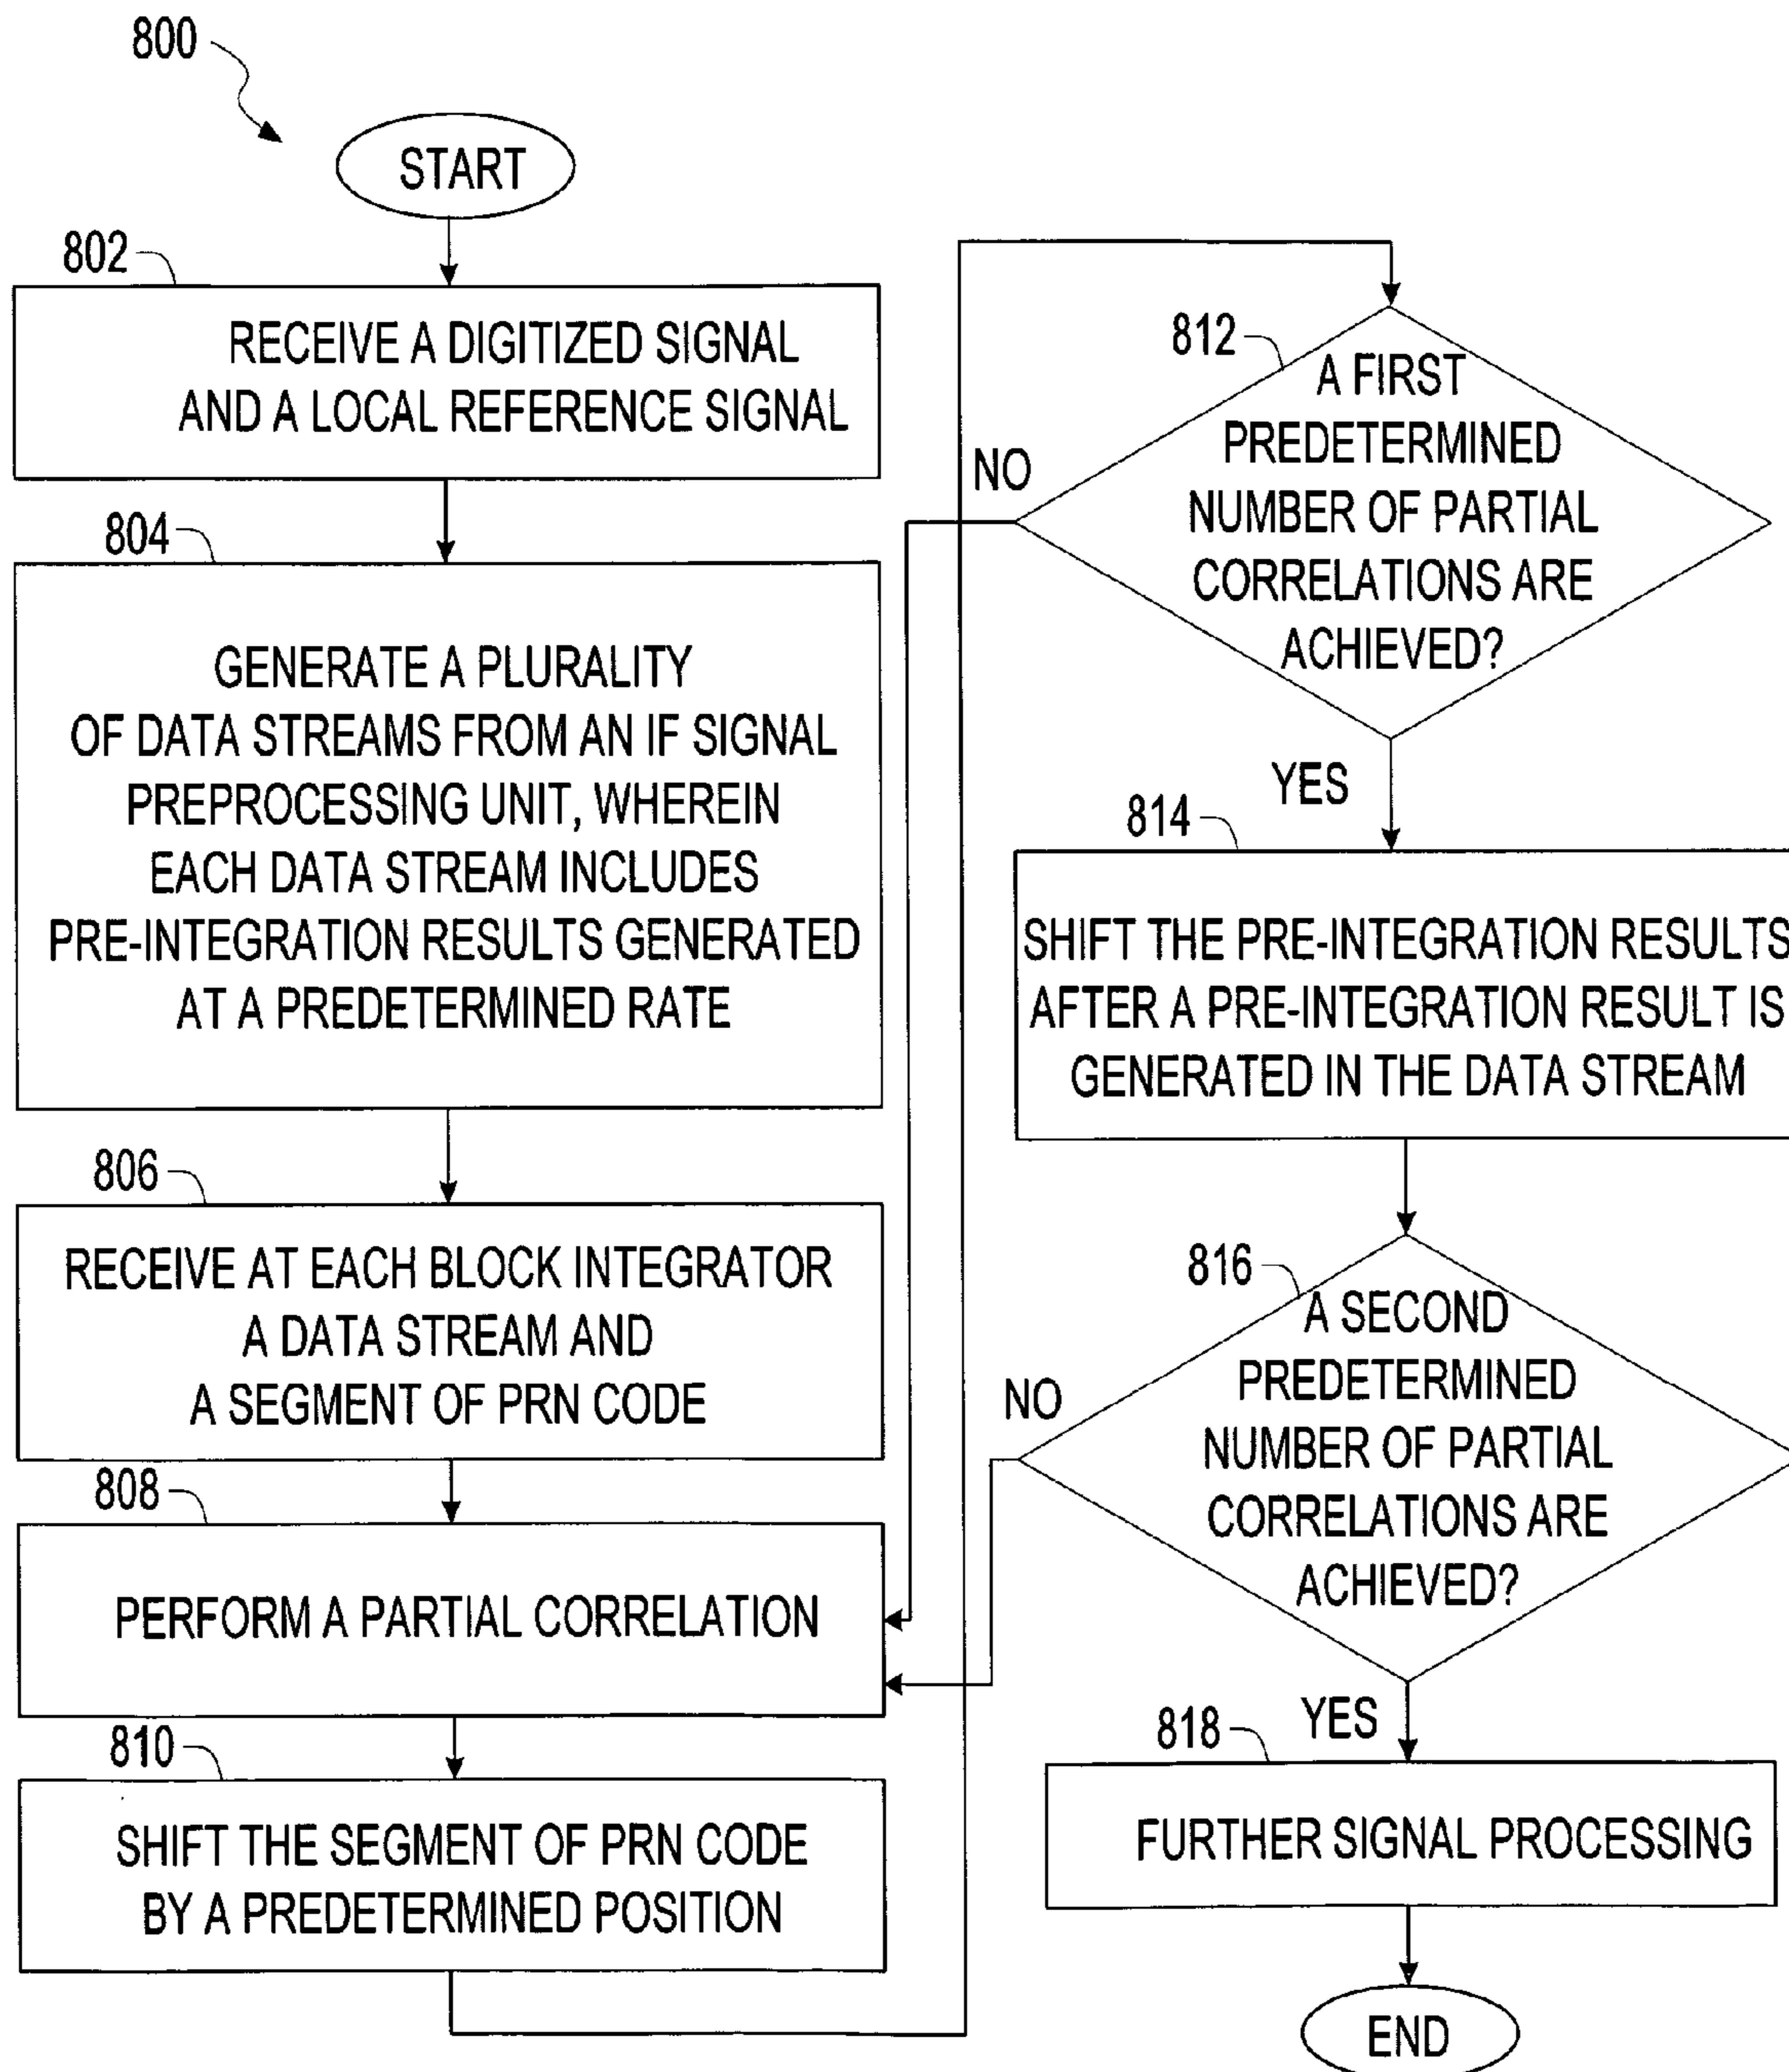 800
START
802
RECEIVE A DIGITIZED SIGNAL
AND A LOCAL REFERENCE SIGNAL
804
GENERATE A PLURALITY
OF DATA STREAMS FROM AN IF SIGNAL
PREPROCESSING UNIT, WHEREIN
EACH DATA STREAM INCLUDES
PRE-INTEGRATION RESULTS GENERATED
AT A PREDETERMINED RATE
806
RECEIVE AT EACH BLOCK INTEGRATOR
A DATA STREAM AND
A SEGMENT OF PRN CODE
808
PERFORM A PARTIAL CORRELATION
810
SHIFT THE SEGMENT OF PRN CODE
BY A PREDETERMINED POSITION
812
A FIRST
PREDETERMINED
NUMBER OF PARTIAL
CORRELATIONS ARE
ACHIEVED?
NO
YES
814
SHIFT THE PRE-INTEGRATION RESULTS
AFTER A PRE-INTEGRATION RESULT IS
GENERATED IN THE DATA STREAM
816
A SECOND
PREDETERMINED
NUMBER OF PARTIAL
CORRELATIONS ARE
ACHIEVED?
NO
YES
818
FURTHER SIGNAL PROCESSING
END